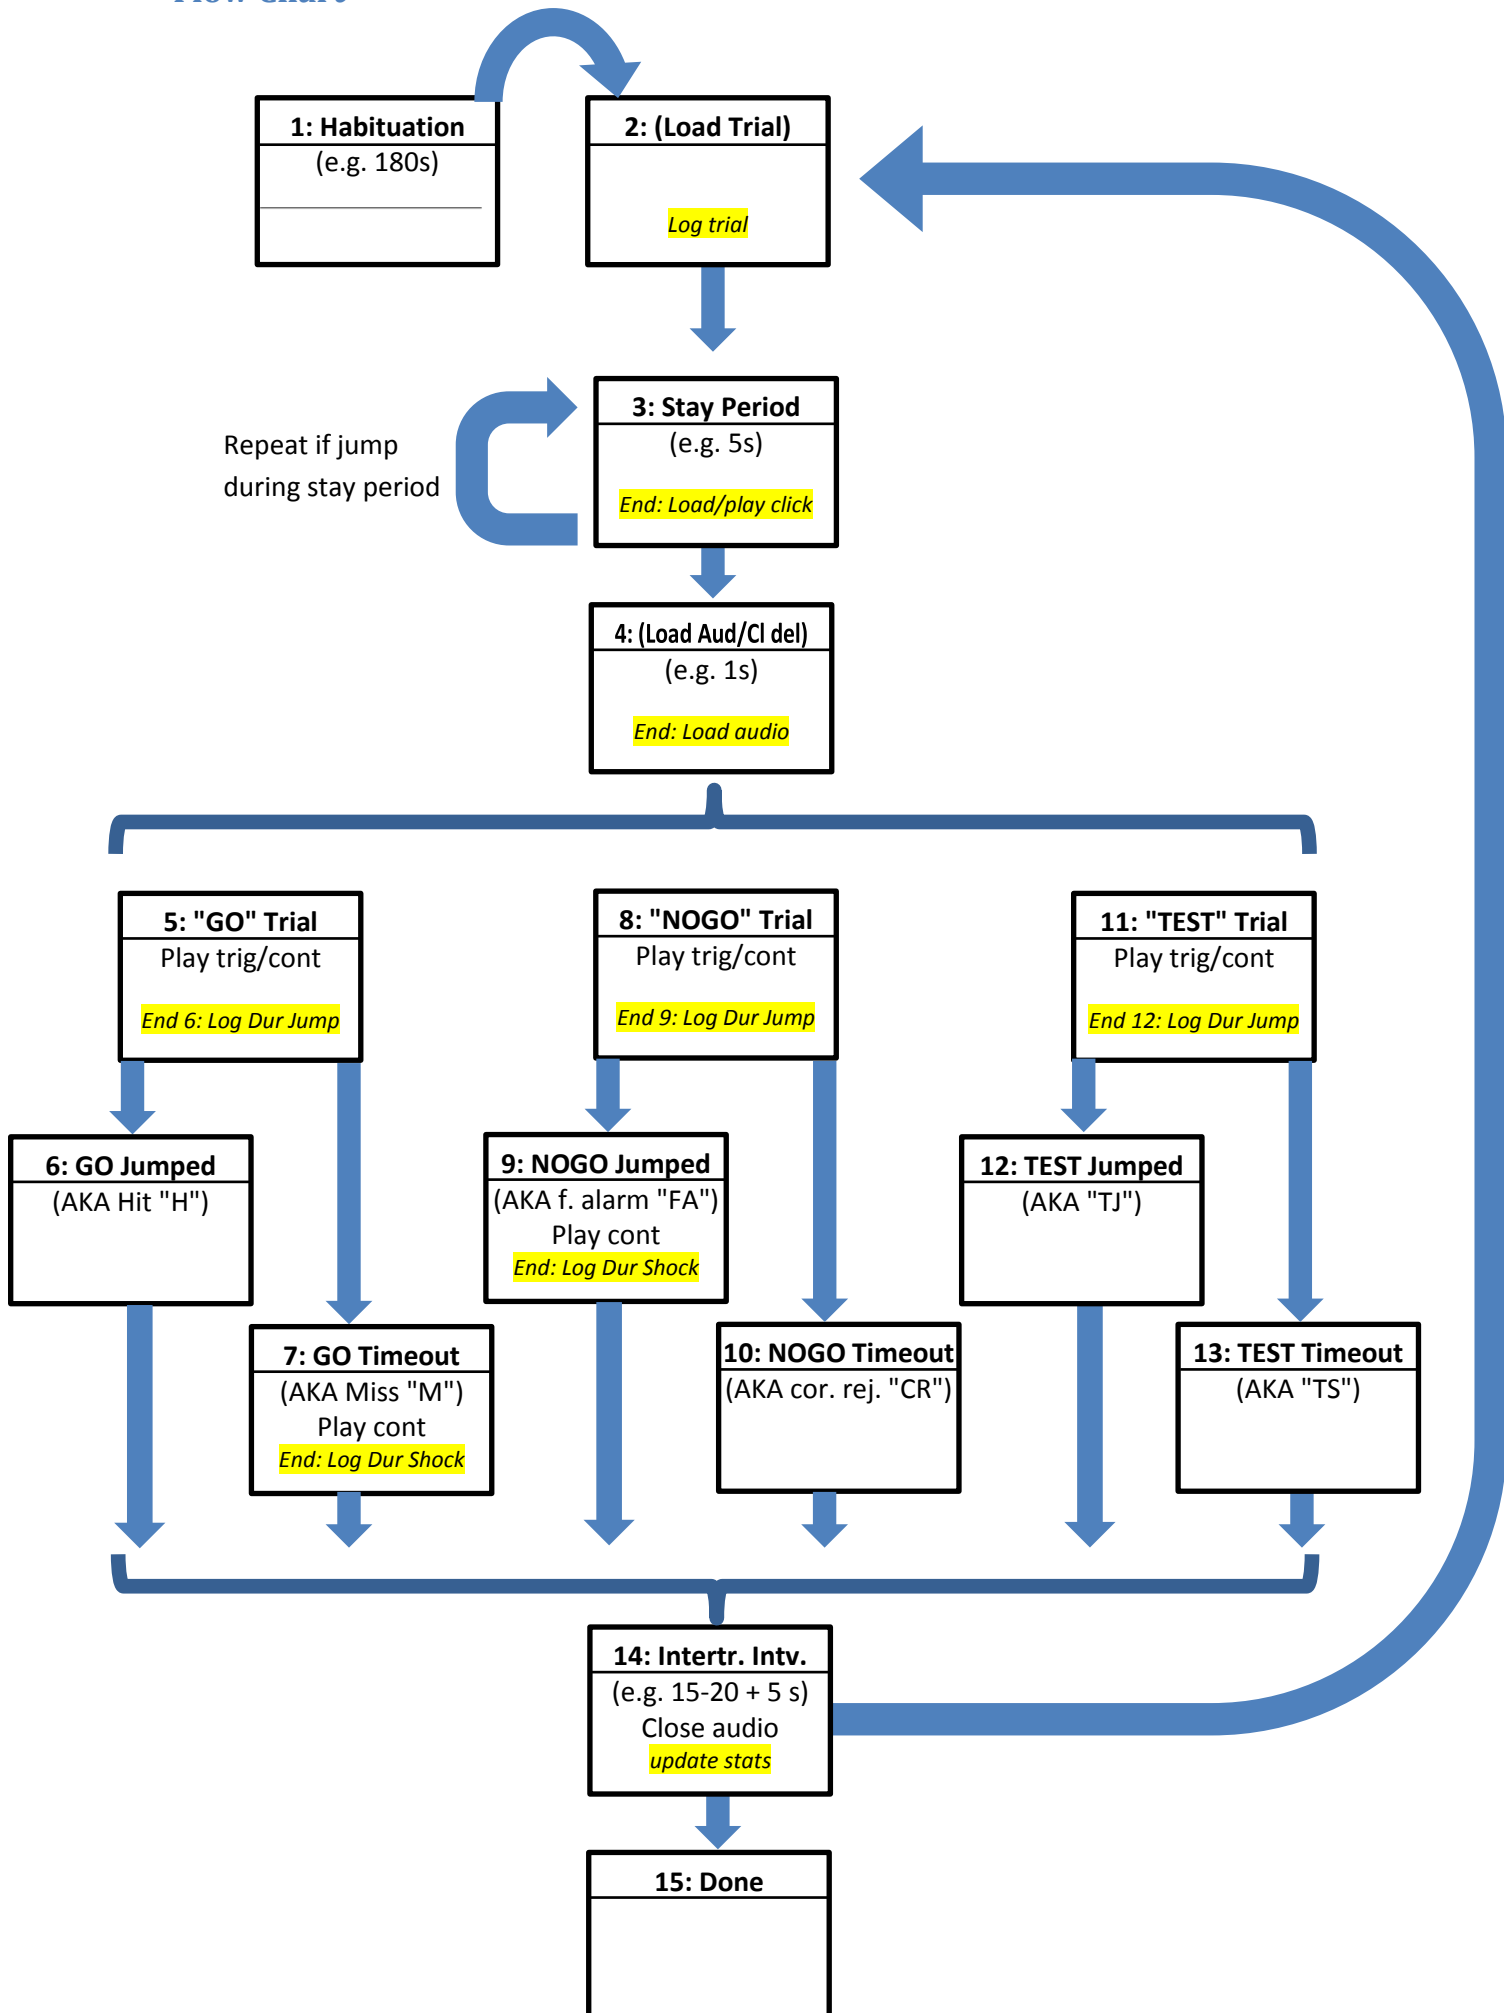 Flow Chart
1: Habituation
(e.g. 180s)
2: (Load Trial)
Log trial
3: Stay Period
(e.g. 5s)
End: Load/play click
Repeat if jump
during stay period
4: (Load Aud/Cl del)
(e.g. 1s)
End: Load audio
5: "GO" Trial
Play trig/cont
End 6: Log Dur Jump
8: "NOGO" Trial
Play trig/cont
End 9: Log Dur Jump
11: "TEST" Trial
Play trig/cont
End 12: Log Dur Jump
6: GO Jumped
(AKA Hit "H")
9: NOGO Jumped
(AKA f. alarm "FA")
Play cont
End: Log Dur Shock
12: TEST Jumped
(AKA "TJ")
7: GO Timeout
(AKA Miss "M")
Play cont
End: Log Dur Shock
10: NOGO Timeout
(AKA cor. rej. "CR")
13: TEST Timeout
(AKA "TS")
14: Intertr. Intv.
(e.g. 15-20 + 5 s)
Close audio
update stats
15: Done